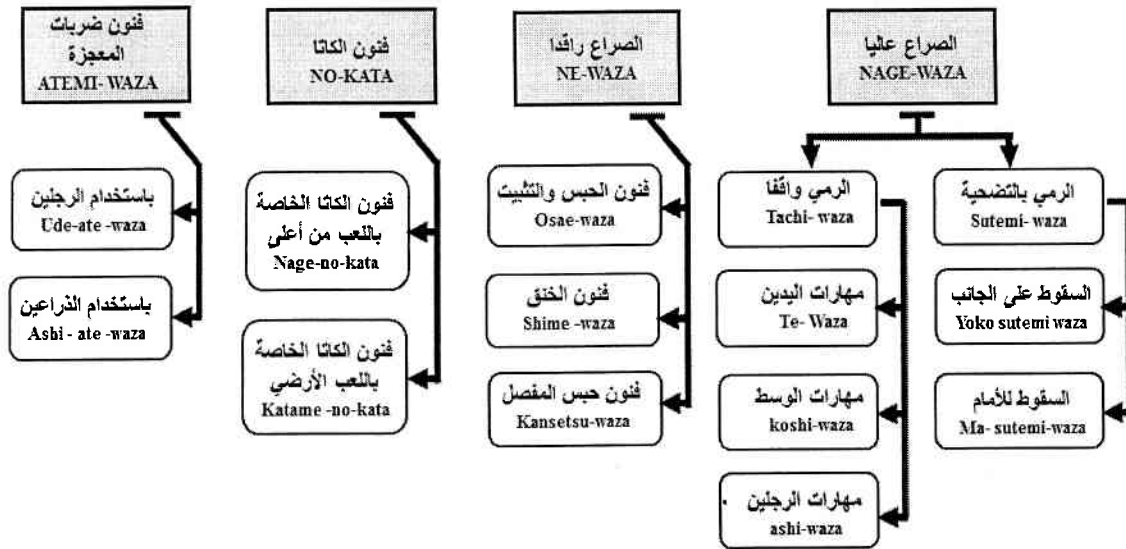 الصراع عاليا
NAGE-WAZA
الصراع راقدا
NE-WAZA
فنون الكاتا
NO-KATA
فنون ضربات
المعجزة
ATEMI- WAZA
الرمي بالتضحية
Sutemi- waza
السقوط على الجانب
Yoko sutemi waza
السقوط للأمام
Ma- sutemi-waza
الرمي واقفا
Tachi- waza
مهارات اليدين
Te- Waza
مهارات الوسط
koshi-waza
مهارات الرجلين
ashi-waza
فنون الحبس والتثبيت
Osae-waza
فنون الخنق
Shime -waza
فنون حبس المفصل
Kansetsu-waza
فنون الكاتا الخاصة
باللعب من أعلى
Nage-no-kata
فنون الكاتا الخاصة
باللعب الأرضي
Katame -no-kata
باستخدام الرجلين
Ude-ate -waza
باستخدام الذراعين
Ashi - ate -waza